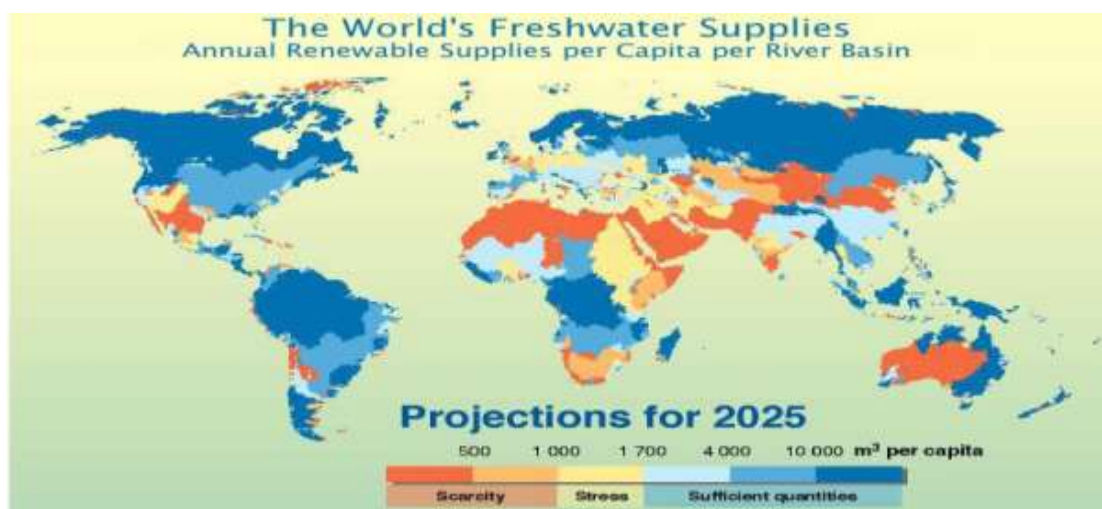 The World's Freshwater Supplies
Annual Renewable Supplies per Capita per River Basin
Projections for 2025
500 1 000 1 700 4 000 10 000 m³ per capita
Scarcity Stress Sufficient quantities